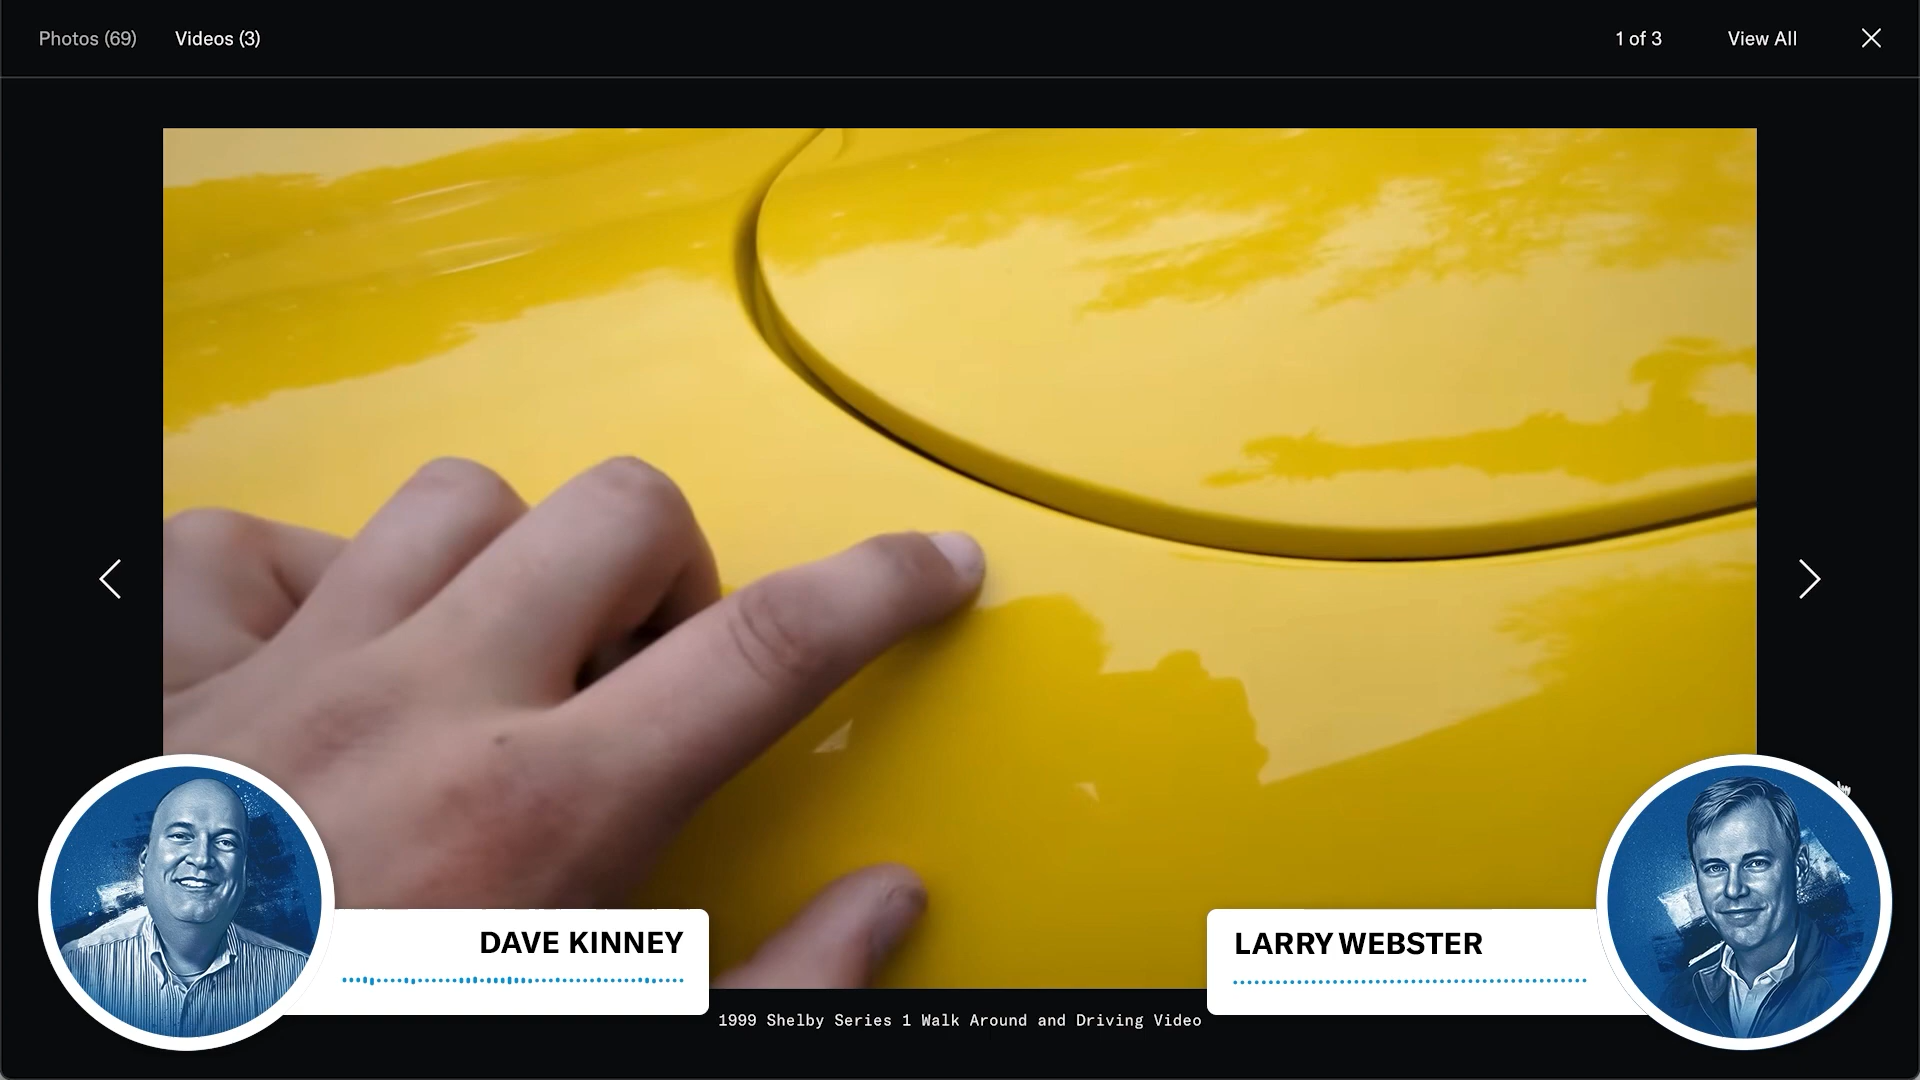 Photos (69) Videos (3) 1 of 3 View All
DAVE KINNEY
LARRY WEBSTER
1999 Shelby Series 1 Walk Around and Driving Video